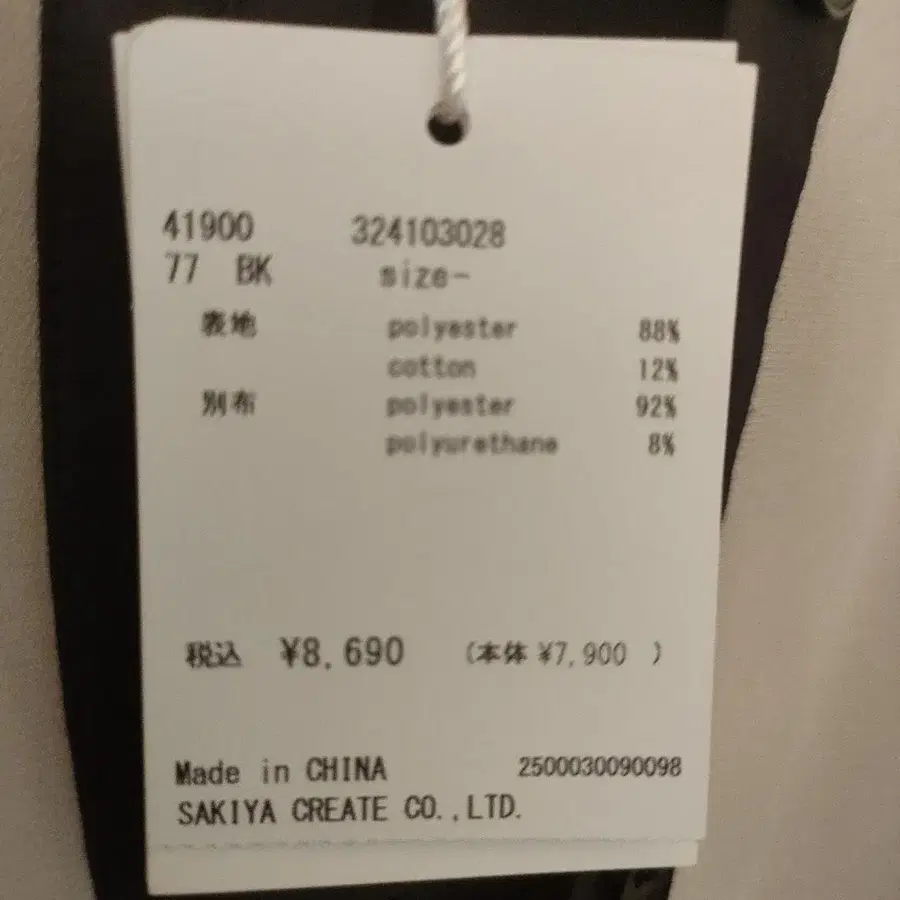 41900 324103028
77 BK size-
表地 polyester 88%
cotton 12%
別布 polyester 92%
polyurethane 8%
税込 ¥8,690 (本体 ¥7,900 )
Made in CHINA 2500030090098
SAKIYA CREATE CO.,LTD.